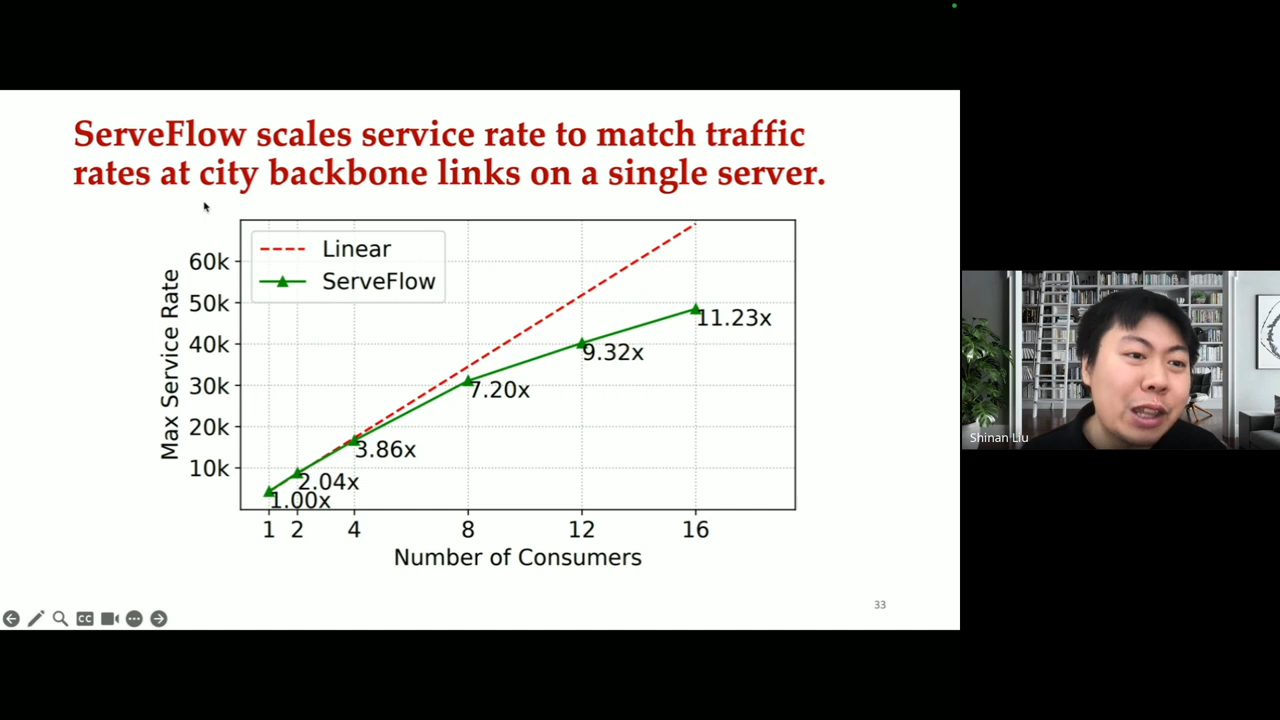 ServeFlow scales service rate to match traffic
rates at city backbone links on a single server.
Linear
ServeFlow
Max Service Rate
60k
50k
40k
30k
20k
10k
1.00x
2.04x
3.86x
7.20x
9.32x
11.23x
1 2 4 8 12 16
Number of Consumers
33
CC
Shinan Liu